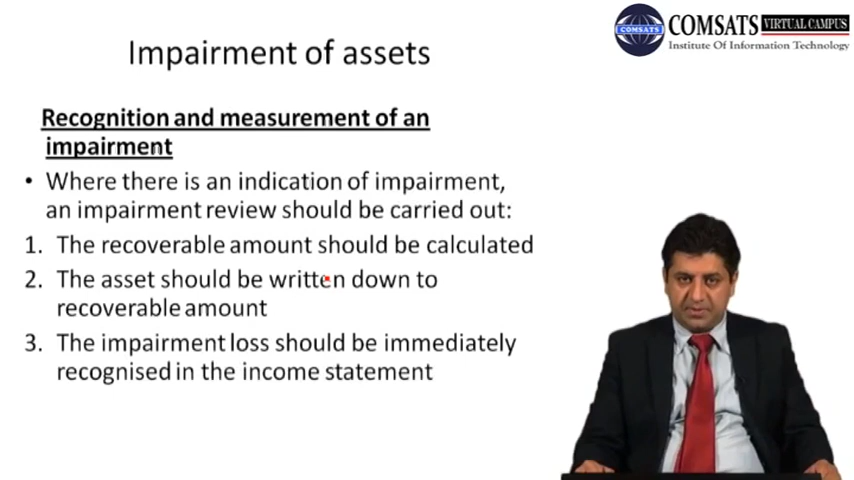 COMSATS
COMSATS VIRTUAL CAMPUS
Institute Of Information Technology
Impairment of assets
Recognition and measurement of an
impairment
• Where there is an indication of impairment,
an impairment review should be carried out:
1. The recoverable amount should be calculated
2. The asset should be written down to
recoverable amount
3. The impairment loss should be immediately
recognised in the income statement